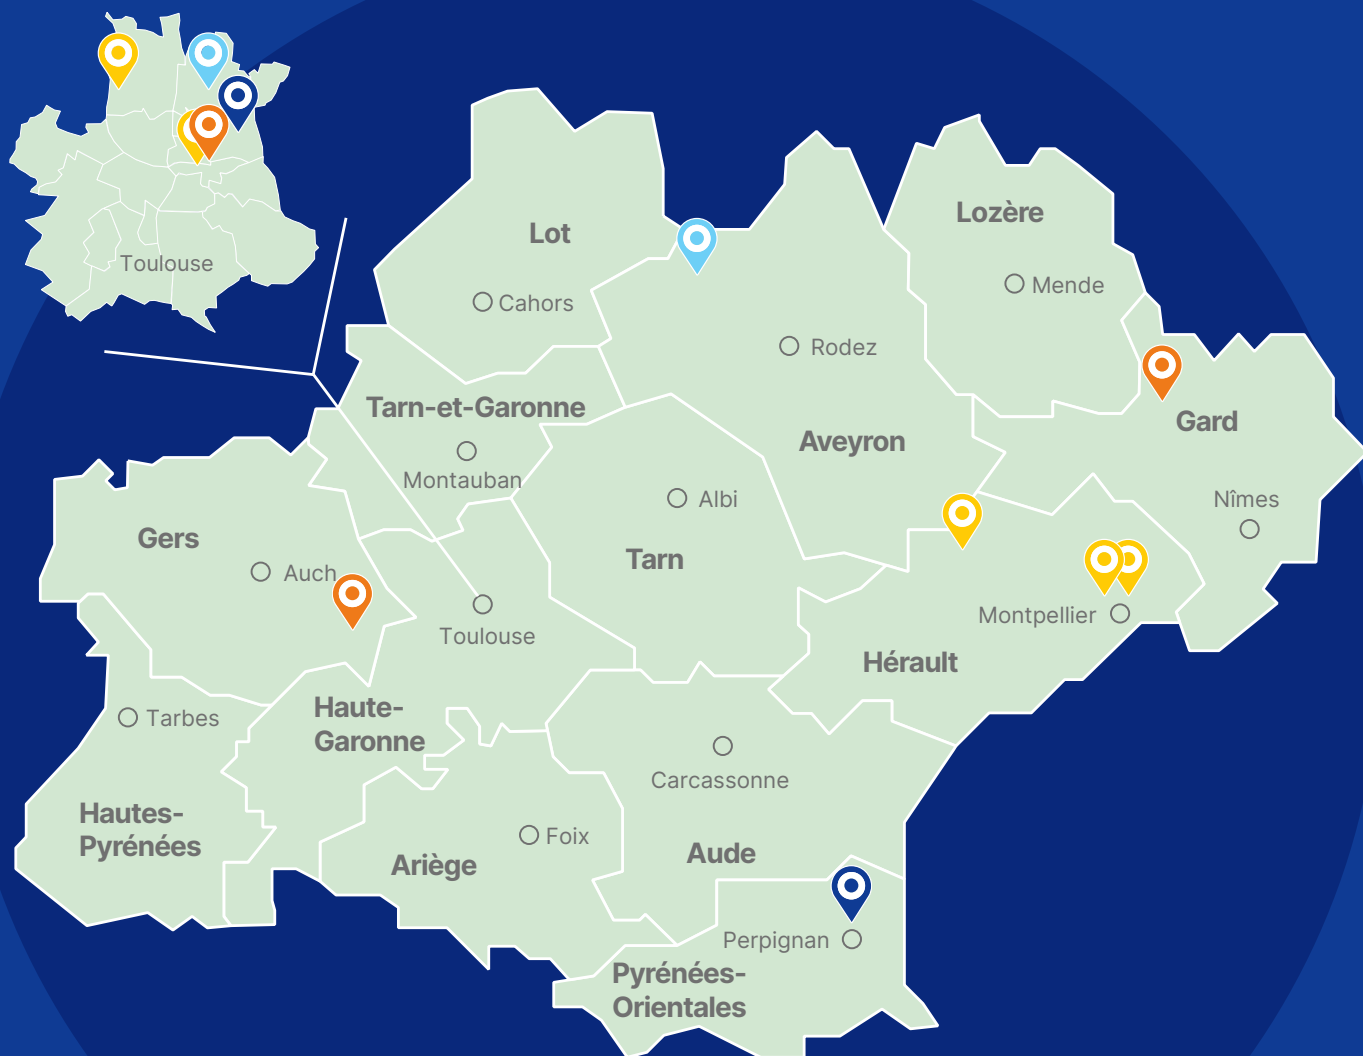 Toulouse
Lot
Cahors
Lozère
Mende
Rodez
Tarn-et-Garonne
Montauban
Aveyron
Gard
Nîmes
Gers
Auch
Albi
Tarn
Toulouse
Montpellier
Hérault
Haute-
Garonne
Tarbes
Carcassonne
Hautes-
Pyrénées
Foix
Ariège
Aude
Perpignan
Pyrénées-
Orientales